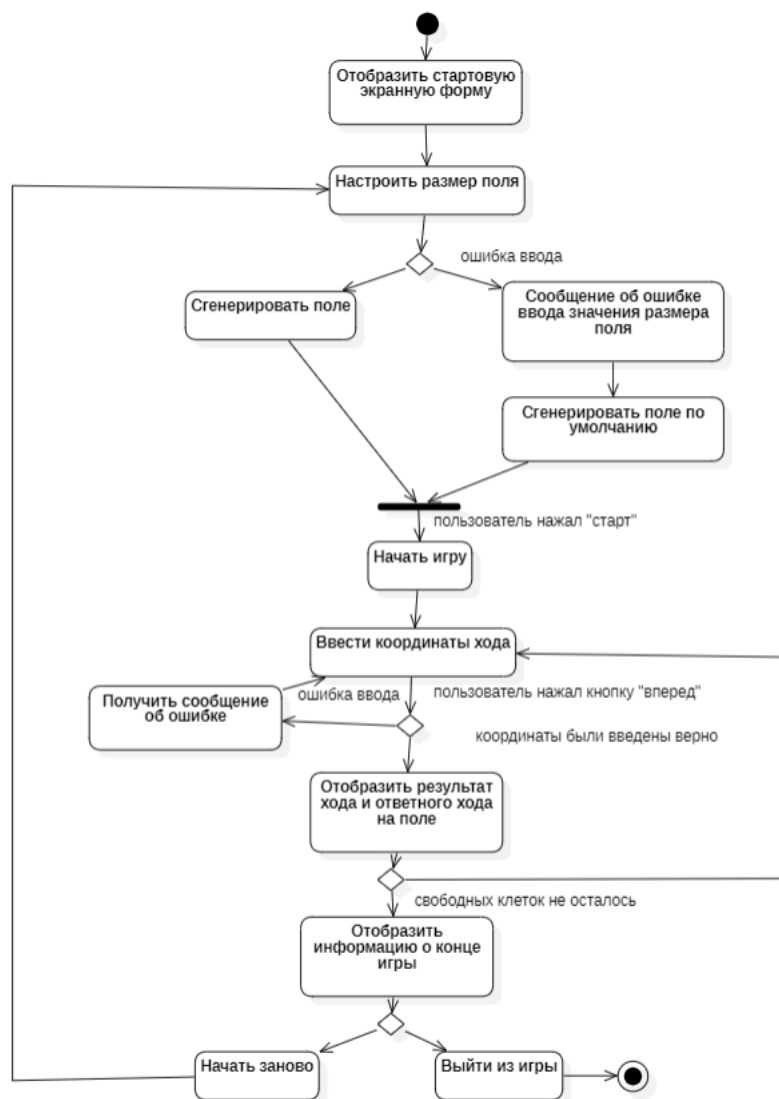 Отобразить стартовую
экранную форму
Настроить размер поля
ошибка ввода
Сгенерировать поле
Сообщение об ошибке
ввода значения размера
поля
Сгенерировать поле по
умолчанию
пользователь нажал "старт"
Начать игру
Ввести координаты хода
ошибка ввода
пользователь нажал кнопку "вперед"
Получить сообщение
об ошибке
координаты были введены верно
Отобразить результат
хода и ответного хода
на поле
свободных клеток не осталось
Отобразить
информацию о конце
игры
Начать заново
Выйти из игры